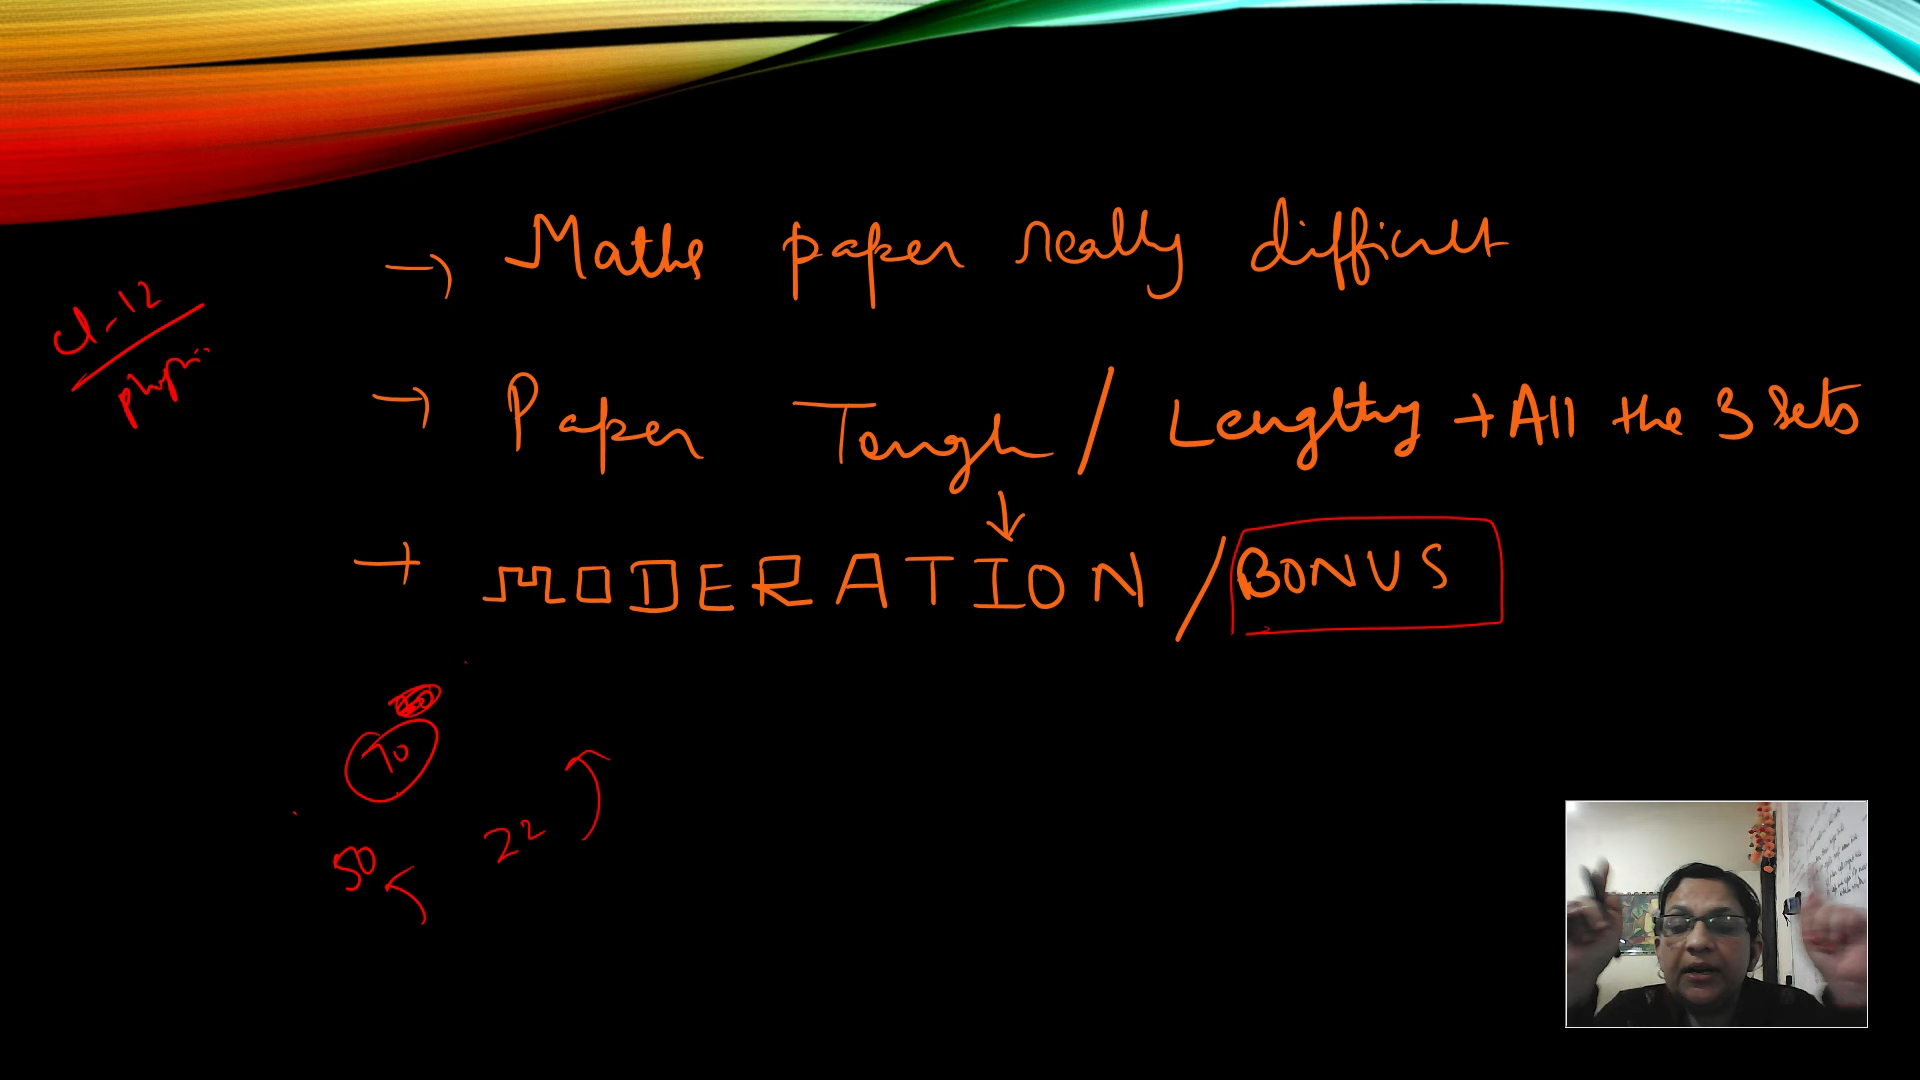 → Maths paper really difficult
cl-12
→ Paper Tough / Lengthy + All the 3 sets
↓
→ MODERATION / BONUS
70
50 22